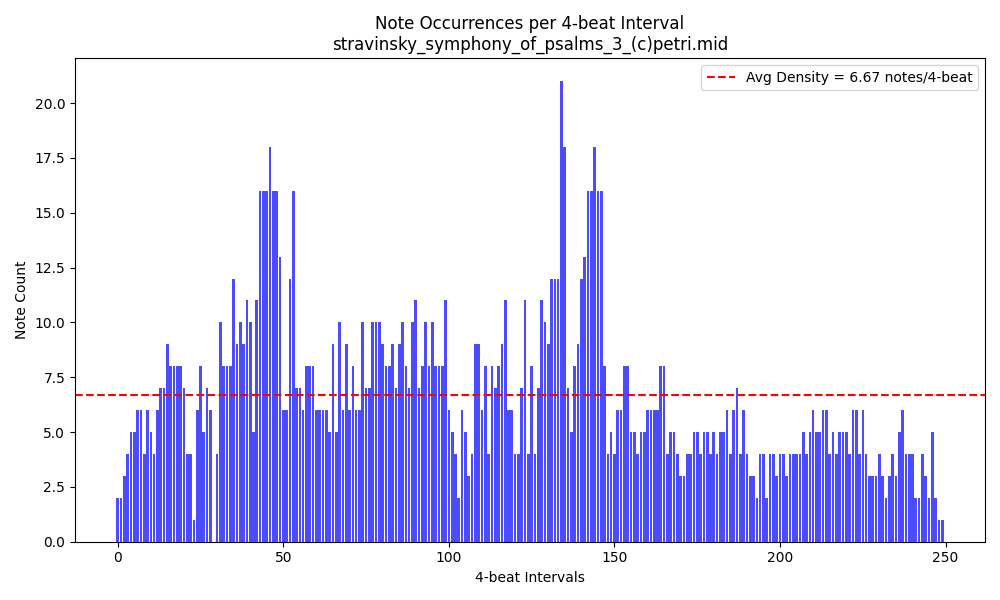 Note Occurrences per 4-beat Interval
stravinsky_symphony_of_psalms_3_(c)petri.mid
Avg Density = 6.67 notes/4-beat
20.0
17.5
15.0
12.5
10.0
7.5
5.0
2.5
0.0
Note Count
0 50 100 150 200 250
4-beat Intervals